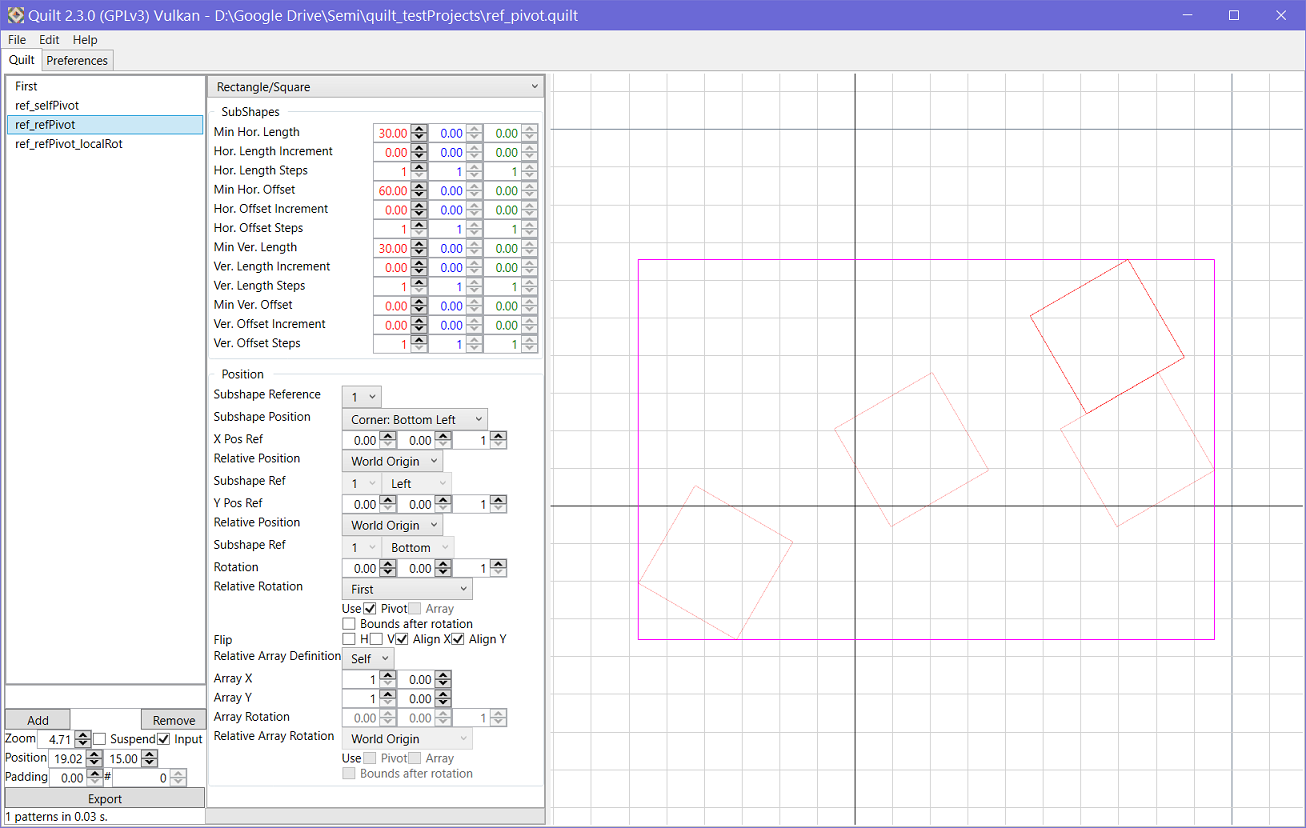 Quilt 2.3.0 (GPLv3) Vulkan - D:\Google Drive\Semi\quilt_testProjects\ref_pivot.quilt
File Edit Help
Quilt Preferences
First
ref_selfPivot
ref_refPivot
ref_refPivot_localRot
Rectangle/Square
SubShapes
Min Hor. Length 30.00 0.00 0.00
Hor. Length Increment 0.00 0.00 0.00
Hor. Length Steps 1 1 1
Min Hor. Offset 60.00 0.00 0.00
Hor. Offset Increment 0.00 0.00 0.00
Hor. Offset Steps 1 1 1
Min Ver. Length 30.00 0.00 0.00
Ver. Length Increment 0.00 0.00 0.00
Ver. Length Steps 1 1 1
Min Ver. Offset 0.00 0.00 0.00
Ver. Offset Increment 0.00 0.00 0.00
Ver. Offset Steps 1 1 1
Position
Subshape Reference 1
Subshape Position Corner: Bottom Left
X Pos Ref 0.00 0.00 1
Relative Position World Origin
Subshape Ref 1 Left
Y Pos Ref 0.00 0.00 1
Relative Position World Origin
Subshape Ref 1 Bottom
Rotation 0.00 0.00 1
Relative Rotation First
Use Pivot Array
Bounds after rotation
Flip H V Align X Align Y
Relative Array Definition Self
Array X 1 0.00
Array Y 1 0.00
Array Rotation 0.00 0.00 1
Relative Array Rotation World Origin
Use Pivot Array
Bounds after rotation
Add Remove
Zoom 4.71 Suspend Input
Position 19.02 15.00
Padding 0.00 # 0
Export
1 patterns in 0.03 s.